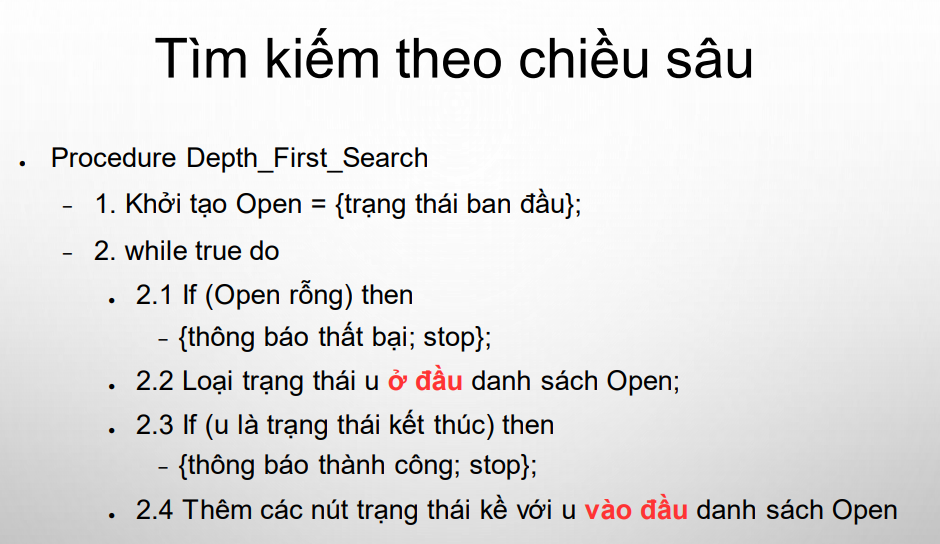 Tìm kiếm theo chiều sâu
• Procedure Depth_First_Search
– 1. Khởi tạo Open = {trạng thái ban đầu};
– 2. while true do
• 2.1 If (Open rỗng) then
– {thông báo thất bại; stop};
• 2.2 Loại trạng thái u ở đầu danh sách Open;
• 2.3 If (u là trạng thái kết thúc) then
– {thông báo thành công; stop};
• 2.4 Thêm các nút trạng thái kề với u vào đầu danh sách Open